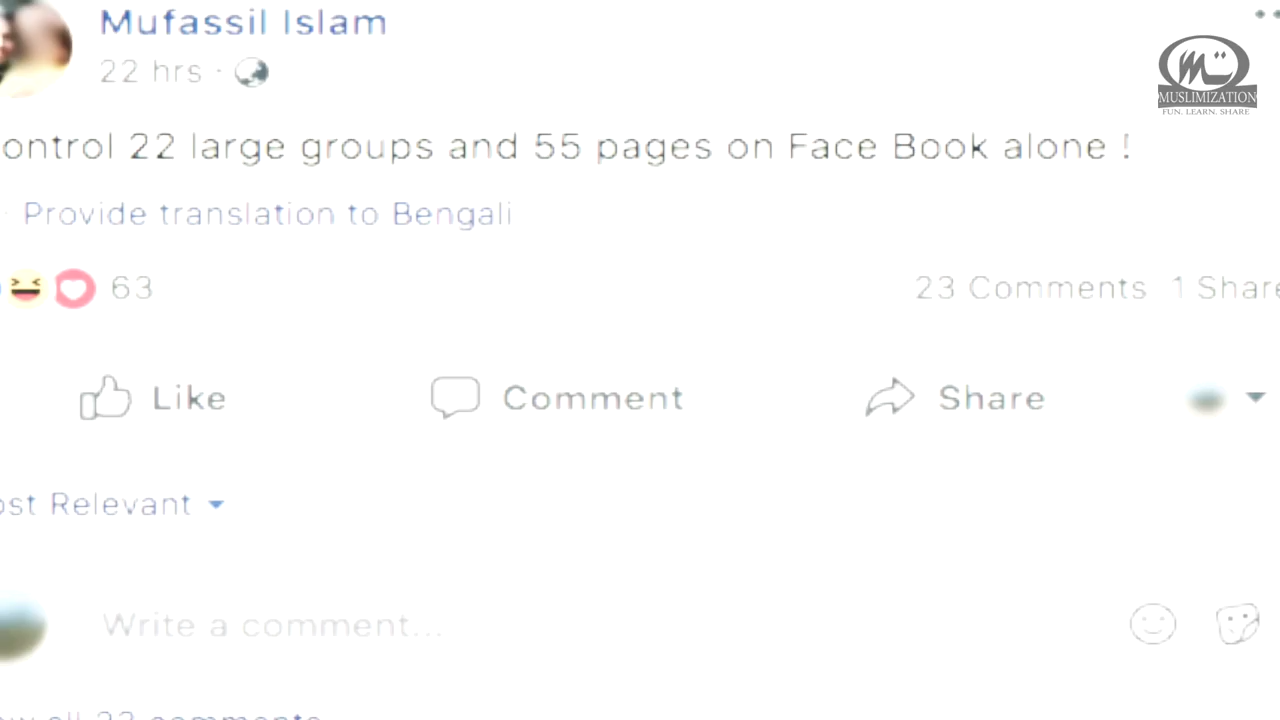 Mufassil Islam
22 hrs ·
MUSLIMIZATION
FUN. LEARN. SHARE
ontrol 22 large groups and 55 pages on Face Book alone !
· Provide translation to Bengali
63
23 Comments 1 Share
Like Comment Share
ost Relevant
Write a comment...